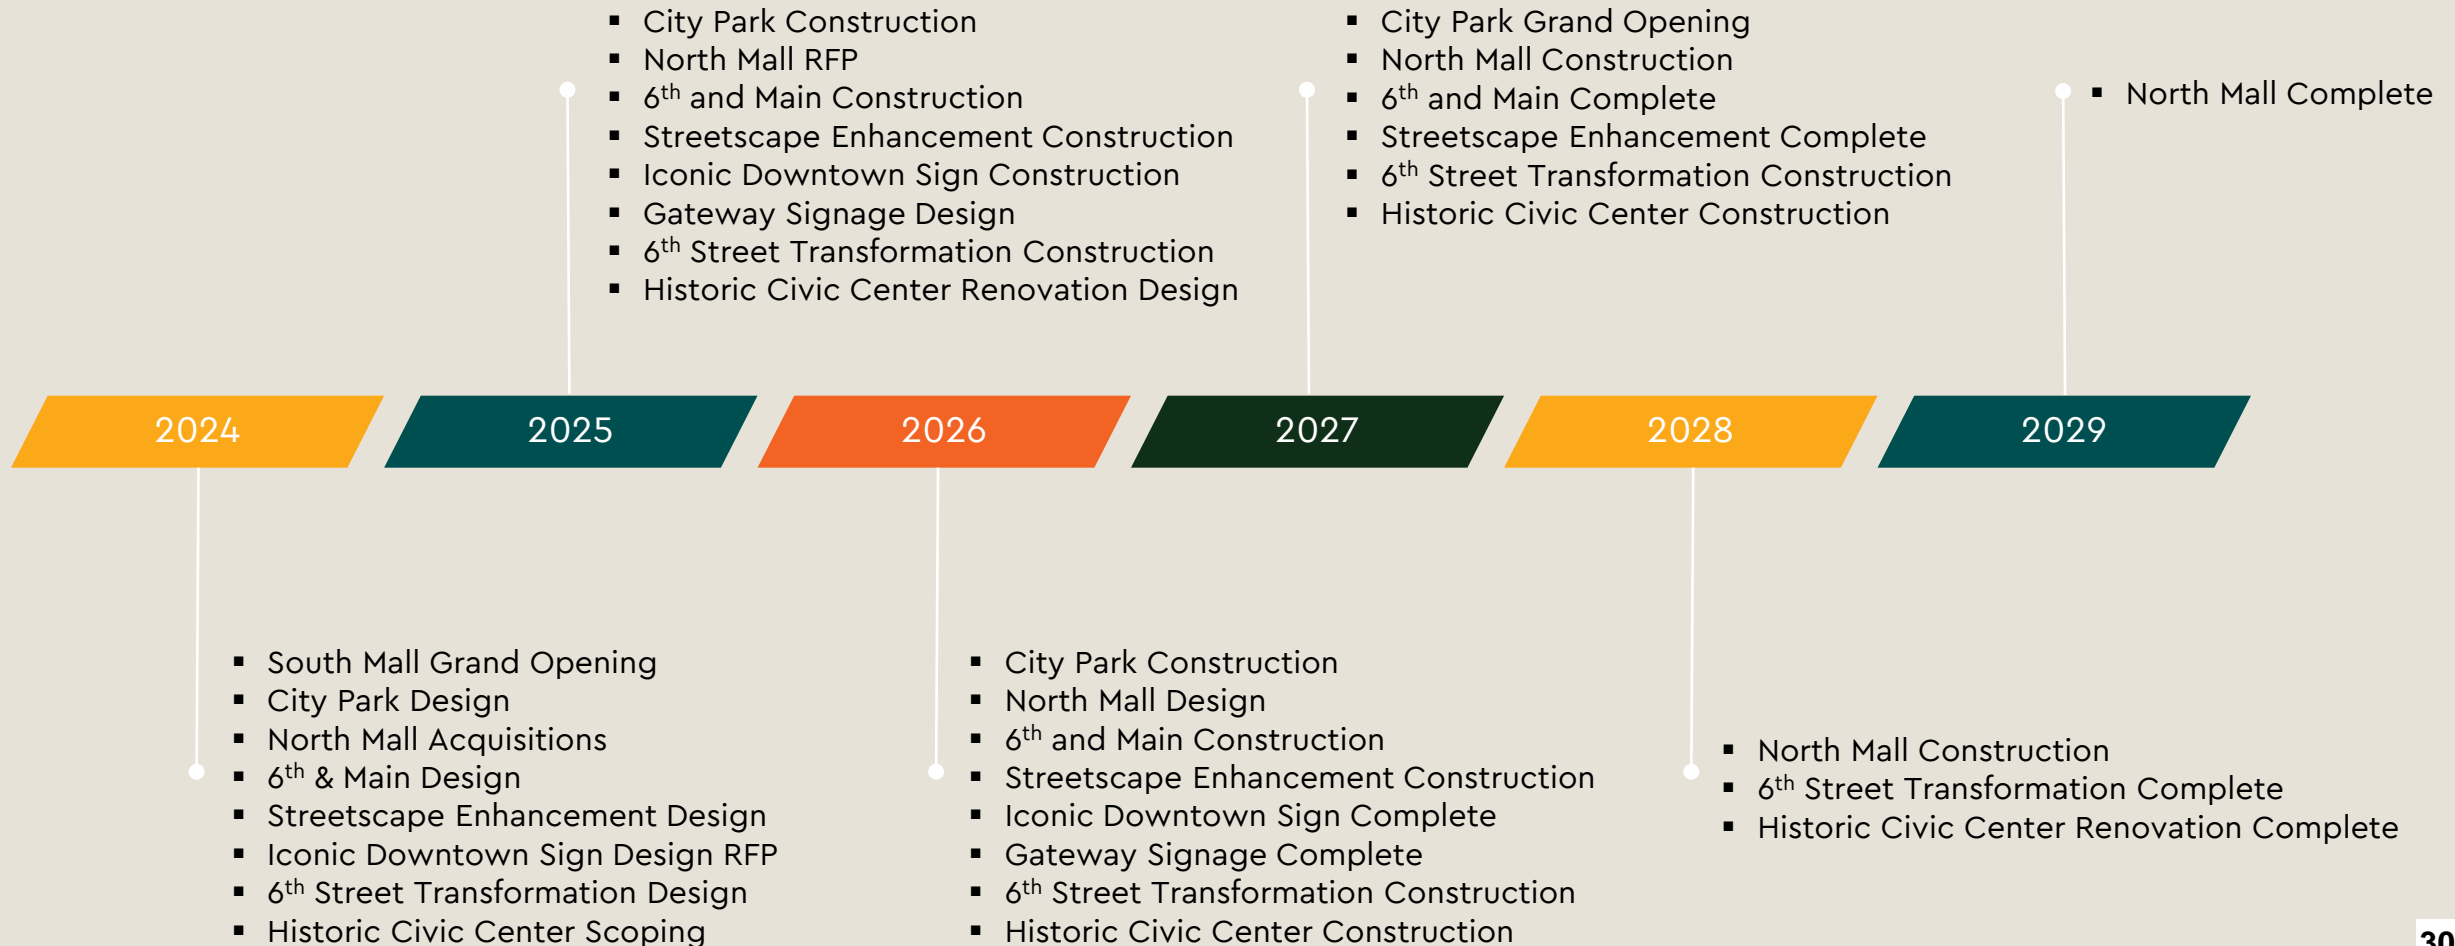 City Park Construction
North Mall RFP
6th and Main Construction
Streetscape Enhancement Construction
Iconic Downtown Sign Construction
Gateway Signage Design
6th Street Transformation Construction
Historic Civic Center Renovation Design
City Park Grand Opening
North Mall Construction
6th and Main Complete
Streetscape Enhancement Complete
6th Street Transformation Construction
Historic Civic Center Construction
North Mall Complete
2024
2025
2026
2027
2028
2029
South Mall Grand Opening
City Park Design
North Mall Acquisitions
6th & Main Design
Streetscape Enhancement Design
Iconic Downtown Sign Design RFP
6th Street Transformation Design
Historic Civic Center Scoping
City Park Construction
North Mall Design
6th and Main Construction
Streetscape Enhancement Construction
Iconic Downtown Sign Complete
Gateway Signage Complete
6th Street Transformation Construction
Historic Civic Center Construction
North Mall Construction
6th Street Transformation Complete
Historic Civic Center Renovation Complete
30